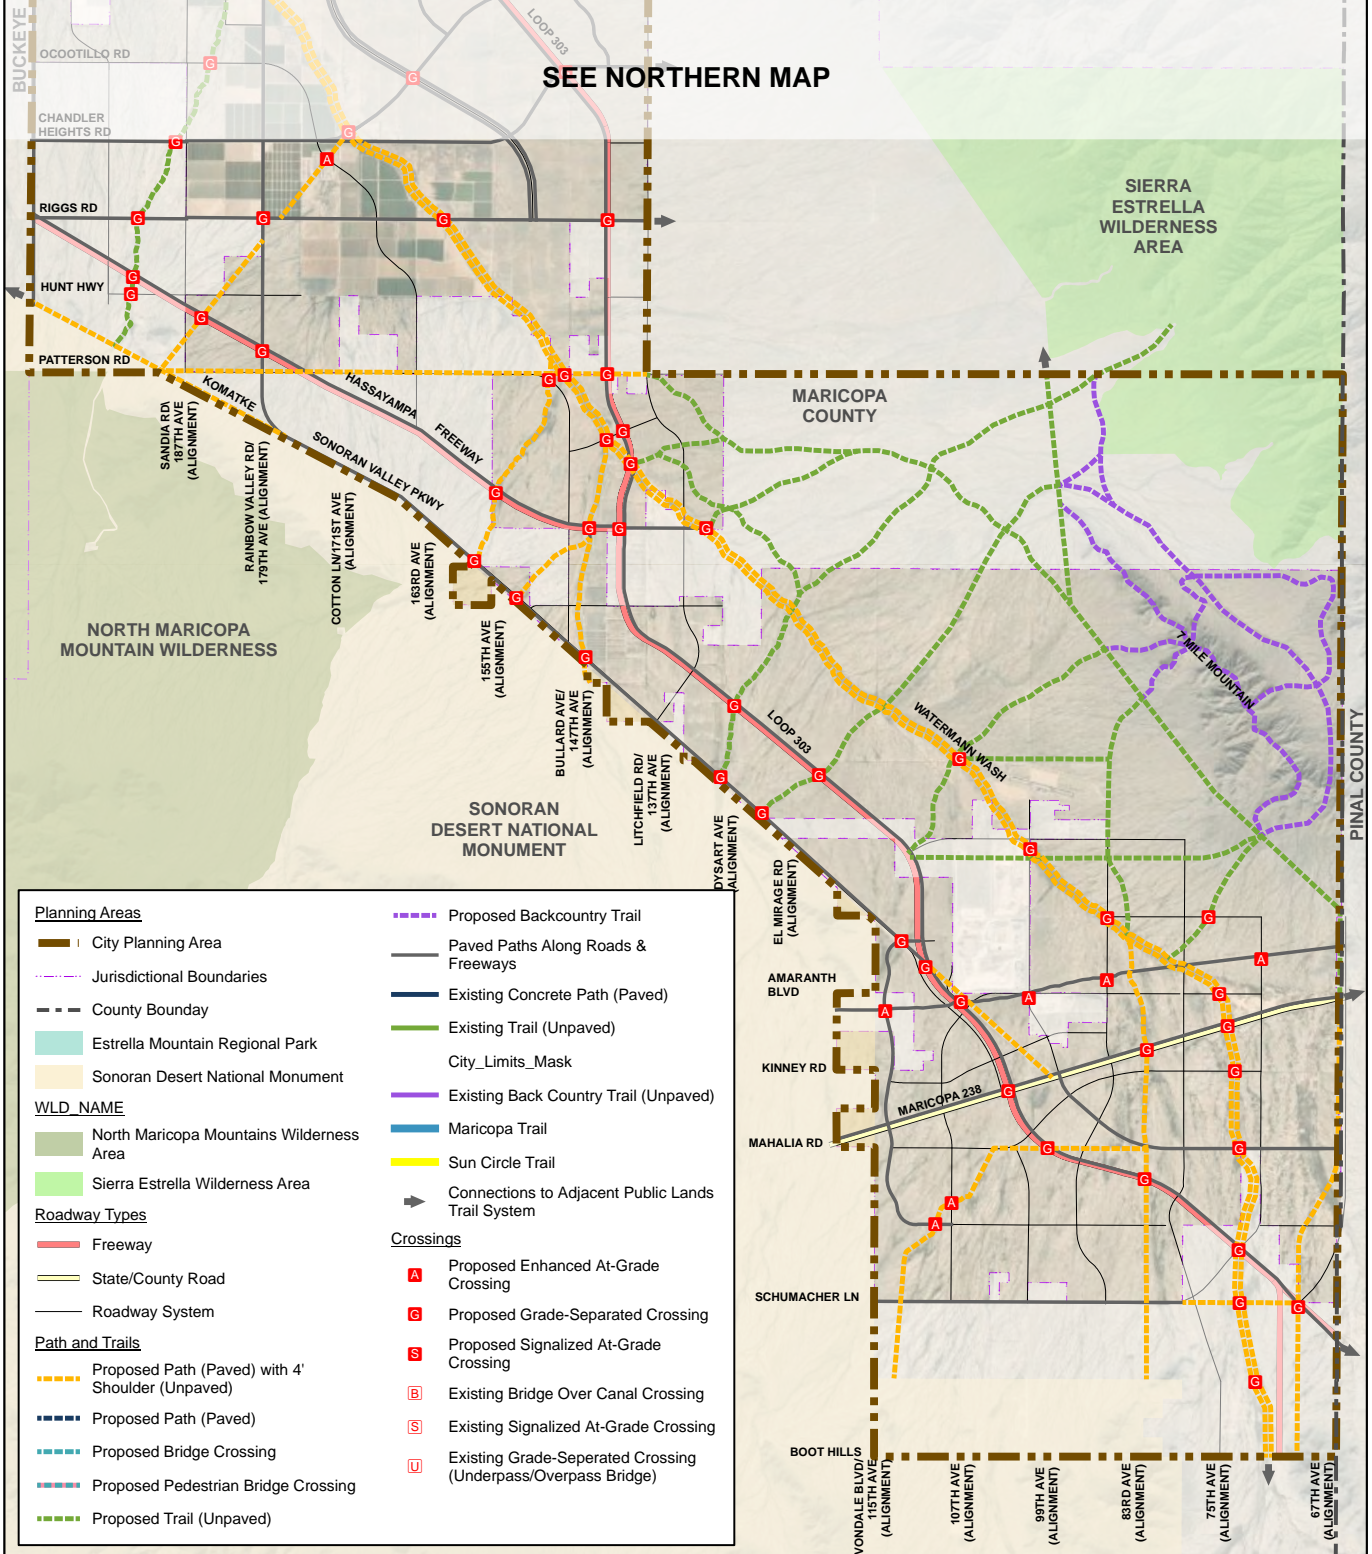 BUCKEYE
OCOOTILLO RD
LOOP 303
SEE NORTHERN MAP
CHANDLER
HEIGHTS RD
RIGGS RD
SIERRA
ESTRELLA
WILDERNESS
AREA
HUNT HWY
PATTERSON RD
KOMATKE
HASSAYAMPA
FREEWAY
SONORAN VALLEY PKWY
MARICOPA
COUNTY
SANDIA RD\
187TH AVE
(ALIGNMENT)
RAINBOW VALLEY RD/
179TH AVE (ALIGNMENT)
COTTON LN/171ST AVE
(ALIGNMENT)
163RD AVE
(ALIGNMENT)
155TH AVE
(ALIGNMENT)
BULLARD AVE/
147TH AVE
(ALIGNMENT)
LITCHFIELD RD/
137TH AVE
(ALIGNMENT)
DYSART AVE
(ALIGNMENT)
EL MIRAGE RD
(ALIGNMENT)
NORTH MARICOPA
MOUNTAIN WILDERNESS
SONORAN
DESERT NATIONAL
MONUMENT
7 MILE MOUNTAIN
WATERMANN WASH
LOOP 303
PINAL COUNTY
AMARANTH
BLVD
KINNEY RD
MARICOPA 238
MAHALIA RD
SCHUMACHER LN
BOOT HILLS
VONDALE BLVD/
115TH AVE
(ALIGNMENT)
107TH AVE
(ALIGNMENT)
99TH AVE
(ALIGNMENT)
83RD AVE
(ALIGNMENT)
75TH AVE
(ALIGNMENT)
67TH AVE
(ALIGNMENT)
Planning Areas
City Planning Area
Jurisdictional Boundaries
County Bounday
Estrella Mountain Regional Park
Sonoran Desert National Monument
WLD_NAME
North Maricopa Mountains Wilderness
Area
Sierra Estrella Wilderness Area
Roadway Types
Freeway
State/County Road
Roadway System
Path and Trails
Proposed Path (Paved) with 4'
Shoulder (Unpaved)
Proposed Path (Paved)
Proposed Bridge Crossing
Proposed Pedestrian Bridge Crossing
Proposed Trail (Unpaved)
Proposed Backcountry Trail
Paved Paths Along Roads &
Freeways
Existing Concrete Path (Paved)
Existing Trail (Unpaved)
City_Limits_Mask
Existing Back Country Trail (Unpaved)
Maricopa Trail
Sun Circle Trail
Connections to Adjacent Public Lands
Trail System
Crossings
A Proposed Enhanced At-Grade
Crossing
G Proposed Grade-Separated Crossing
S Proposed Signalized At-Grade
Crossing
B Existing Bridge Over Canal Crossing
S Existing Signalized At-Grade Crossing
U Existing Grade-Seperated Crossing
(Underpass/Overpass Bridge)